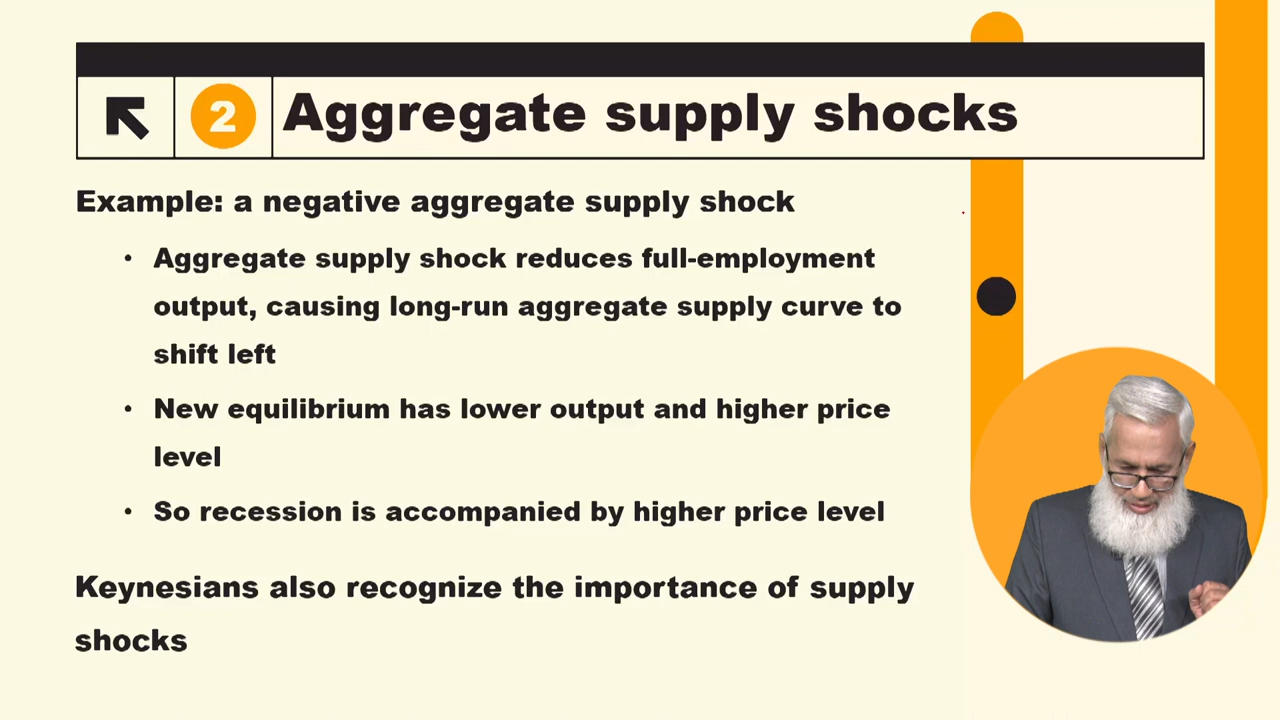 2 Aggregate supply shocks
Example: a negative aggregate supply shock
• Aggregate supply shock reduces full-employment
output, causing long-run aggregate supply curve to
shift left
• New equilibrium has lower output and higher price
level
• So recession is accompanied by higher price level
Keynesians also recognize the importance of supply
shocks